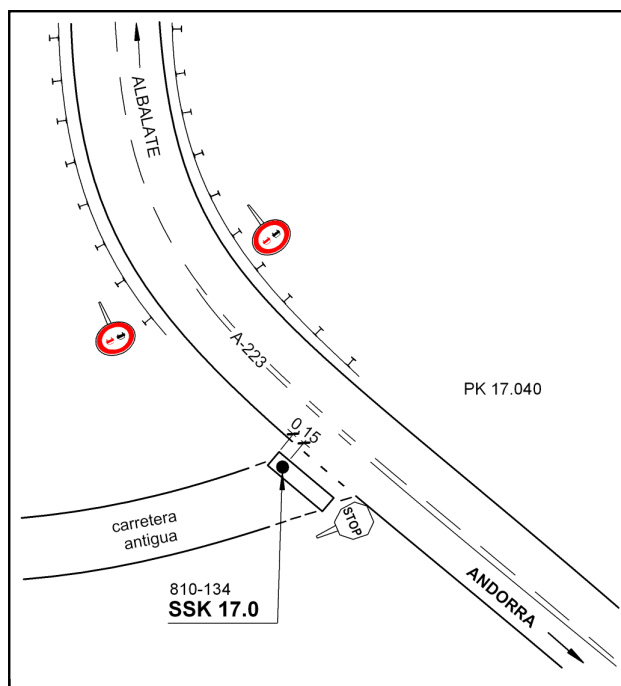 ALBALATE
A-223
PK 17.040
0.15
carretera
antigua
STOP
810-134
SSK 17.0
ANDORRA